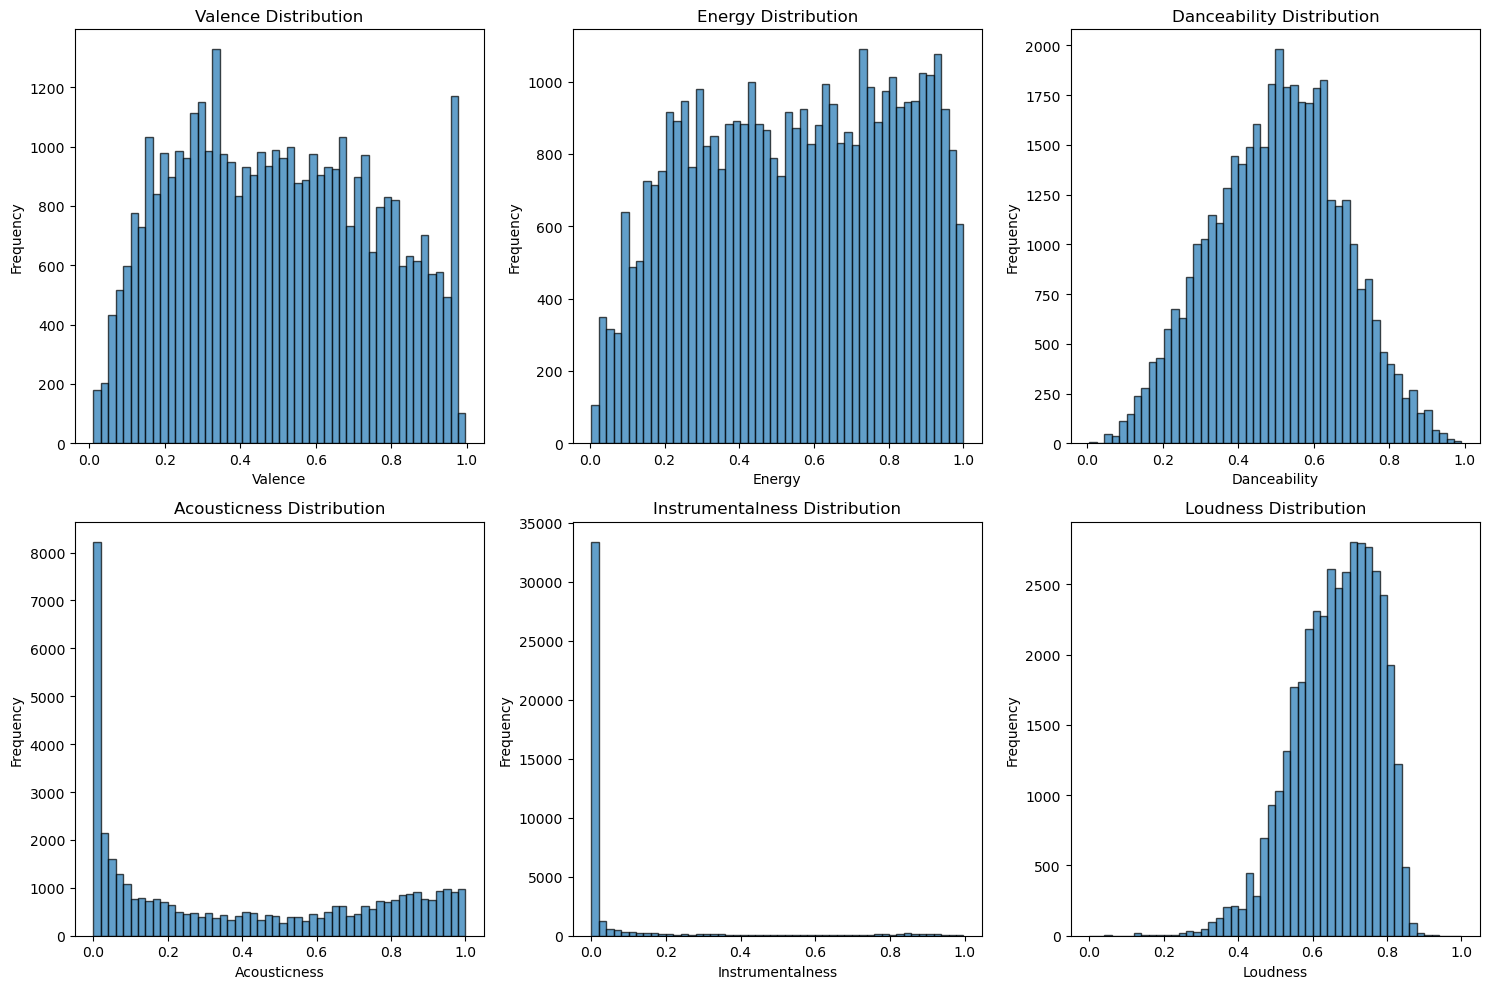 Valence Distribution
1200
1000
800
600
400
200
0
Frequency
0.0 0.2 0.4 0.6 0.8 1.0
Valence
Energy Distribution
1000
800
600
400
200
0
Frequency
0.0 0.2 0.4 0.6 0.8 1.0
Energy
Danceability Distribution
2000
1750
1500
1250
1000
750
500
250
0
Frequency
0.0 0.2 0.4 0.6 0.8 1.0
Danceability
Acousticness Distribution
8000
7000
6000
5000
4000
3000
2000
1000
0
Frequency
0.0 0.2 0.4 0.6 0.8 1.0
Acousticness
Instrumentalness Distribution
35000
30000
25000
20000
15000
10000
5000
0
Frequency
0.0 0.2 0.4 0.6 0.8 1.0
Instrumentalness
Loudness Distribution
2500
2000
1500
1000
500
0
Frequency
0.0 0.2 0.4 0.6 0.8 1.0
Loudness